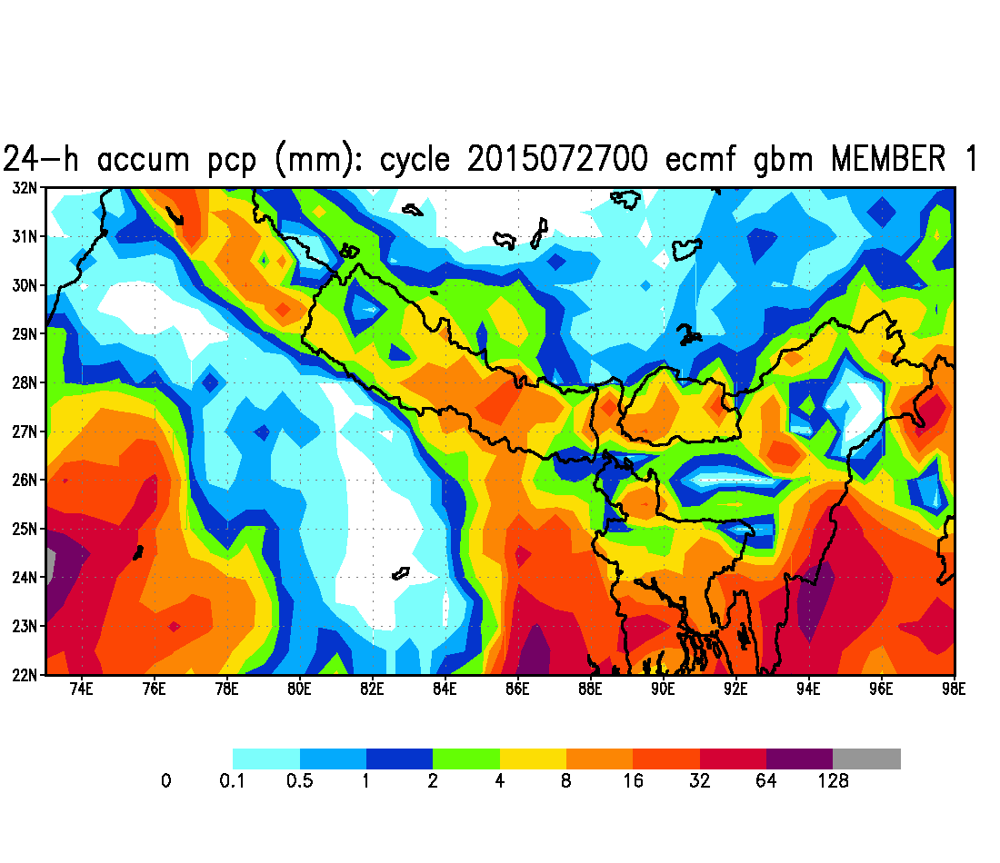 24-h accum pcp (mm): cycle 2015072700 ecmf gbm MEMBER 1
32N
31N
30N
29N
28N
27N
26N
25N
24N
23N
22N
74E 76E 78E 80E 82E 84E 86E 88E 90E 92E 94E 96E 98E
0 0.1 0.5 1 2 4 8 16 32 64 128